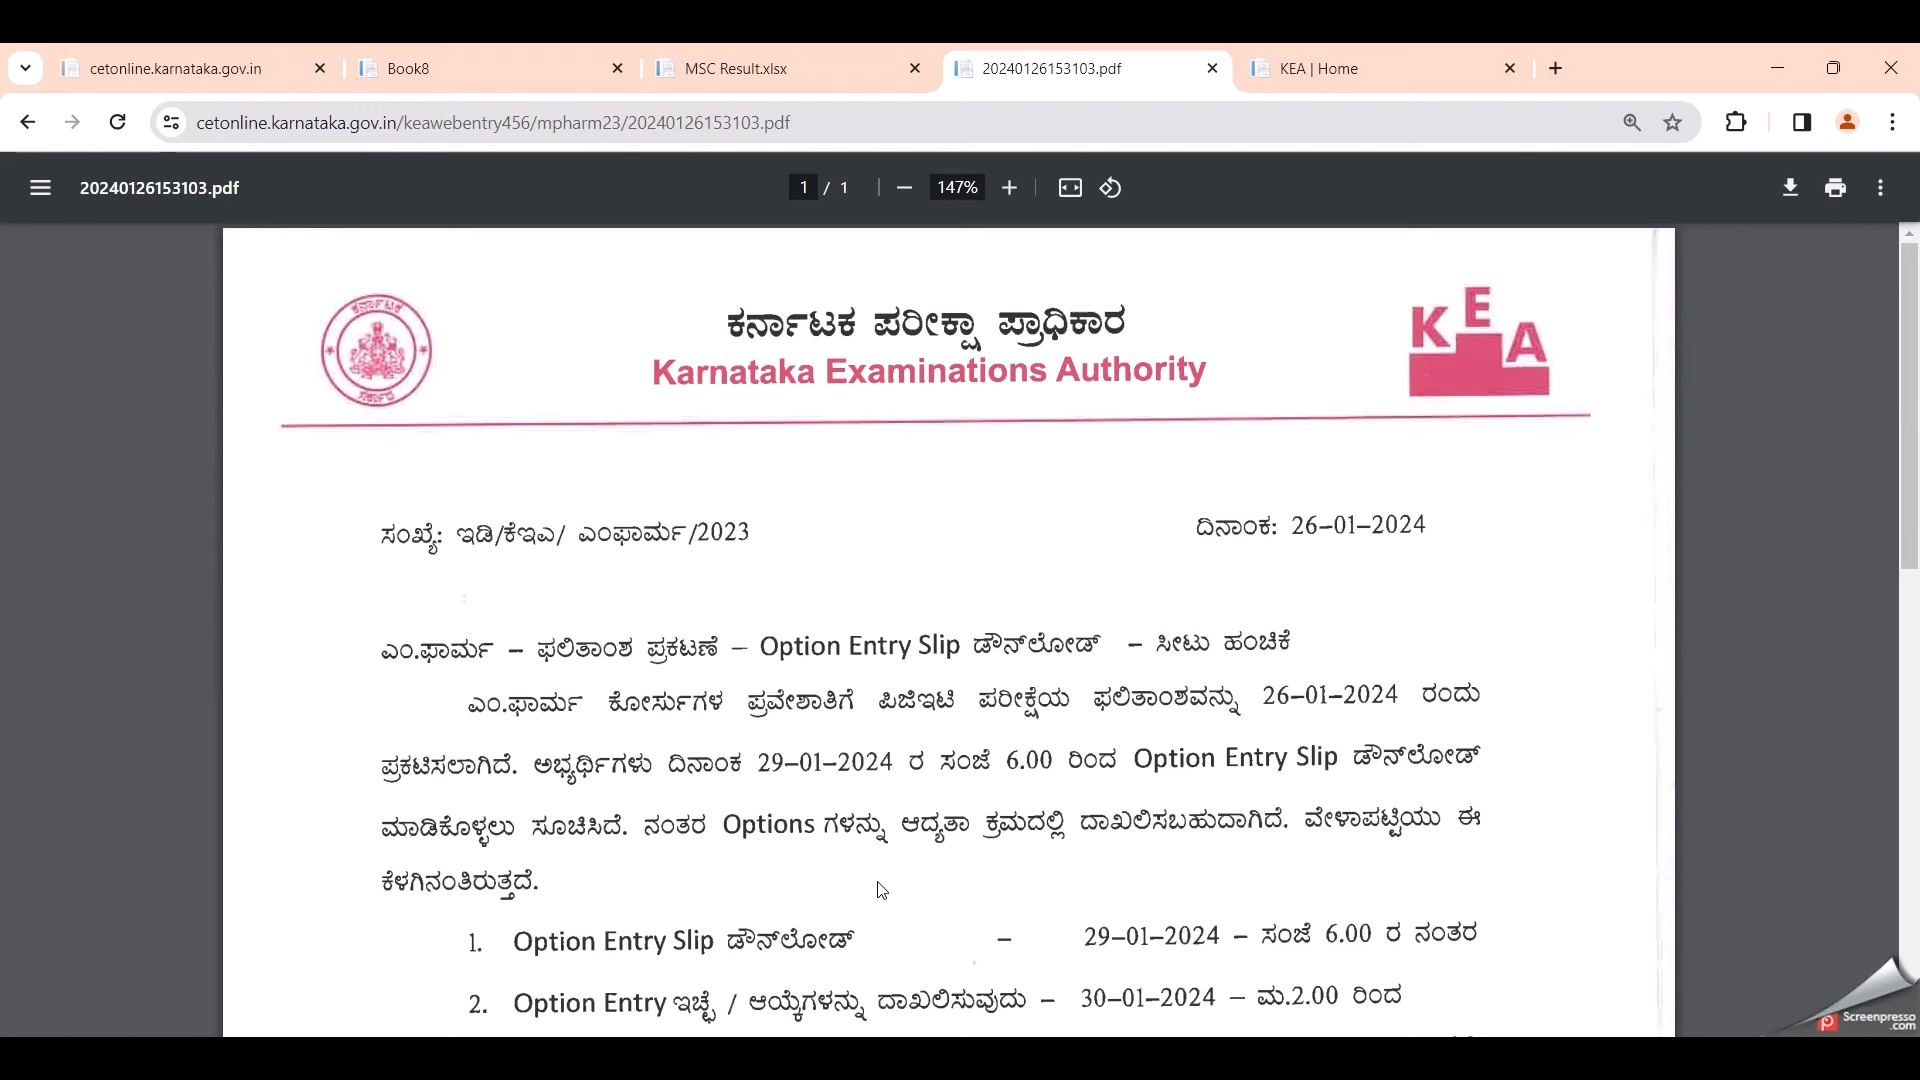 cetonline.karnataka.gov.in
Book8
MSC Result.xlsx
20240126153103.pdf
KEA | Home
cetonline.karnataka.gov.in/keawebentry456/mpharm23/20240126153103.pdf
20240126153103.pdf
1 / 1
147%
ಕರ್ನಾಟಕ
ಸರ್ಕಾರ
ಕರ್ನಾಟಕ ಪರೀಕ್ಷಾ ಪ್ರಾಧಿಕಾರ
Karnataka Examinations Authority
KEA
ಸಂಖ್ಯೆ: ಇಡಿ/ಕೆಇಎ/ ಎಂಫಾರ್ಮ/2023
ದಿನಾಂಕ: 26-01-2024
ಎಂ.ಫಾರ್ಮ – ಫಲಿತಾಂಶ ಪ್ರಕಟಣೆ – Option Entry Slip ಡೌನ್‌ಲೋಡ್ – ಸೀಟು ಹಂಚಿಕೆ
ಎಂ.ಫಾರ್ಮ ಕೋರ್ಸುಗಳ ಪ್ರವೇಶಾತಿಗೆ ಪಿಜಿಇಟಿ ಪರೀಕ್ಷೆಯ ಫಲಿತಾಂಶವನ್ನು 26-01-2024 ರಂದು
ಪ್ರಕಟಿಸಲಾಗಿದೆ. ಅಭ್ಯರ್ಥಿಗಳು ದಿನಾಂಕ 29-01-2024 ರ ಸಂಜೆ 6.00 ರಿಂದ Option Entry Slip ಡೌನ್‌ಲೋಡ್
ಮಾಡಿಕೊಳ್ಳಲು ಸೂಚಿಸಿದೆ. ನಂತರ Options ಗಳನ್ನು ಆದ್ಯತಾ ಕ್ರಮದಲ್ಲಿ ದಾಖಲಿಸಬಹುದಾಗಿದೆ. ವೇಳಾಪಟ್ಟಿಯು ಈ
ಕೆಳಗಿನಂತಿರುತ್ತದೆ.
1. Option Entry Slip ಡೌನ್‌ಲೋಡ್ – 29-01-2024 – ಸಂಜೆ 6.00 ರ ನಂತರ
2. Option Entry ಇಚ್ಛೆ / ಆಯ್ಕೆಗಳನ್ನು ದಾಖಲಿಸುವುದು – 30-01-2024 – ಮ.2.00 ರಿಂದ
Screenpresso
.com